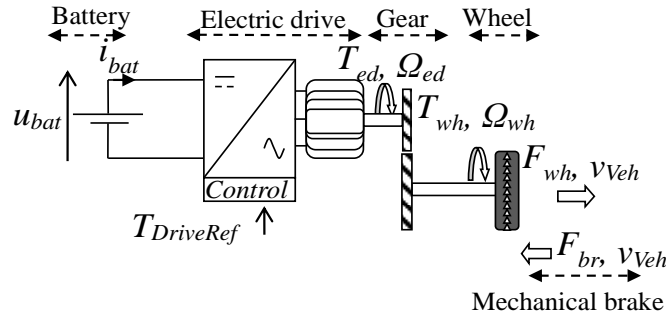 Battery Electric drive Gear Wheel
i_bat T_ed, Ω_ed
u_bat T_wh, Ω_wh
F_wh, v_Veh
Control
T_DriveRef
F_br, v_Veh
Mechanical brake